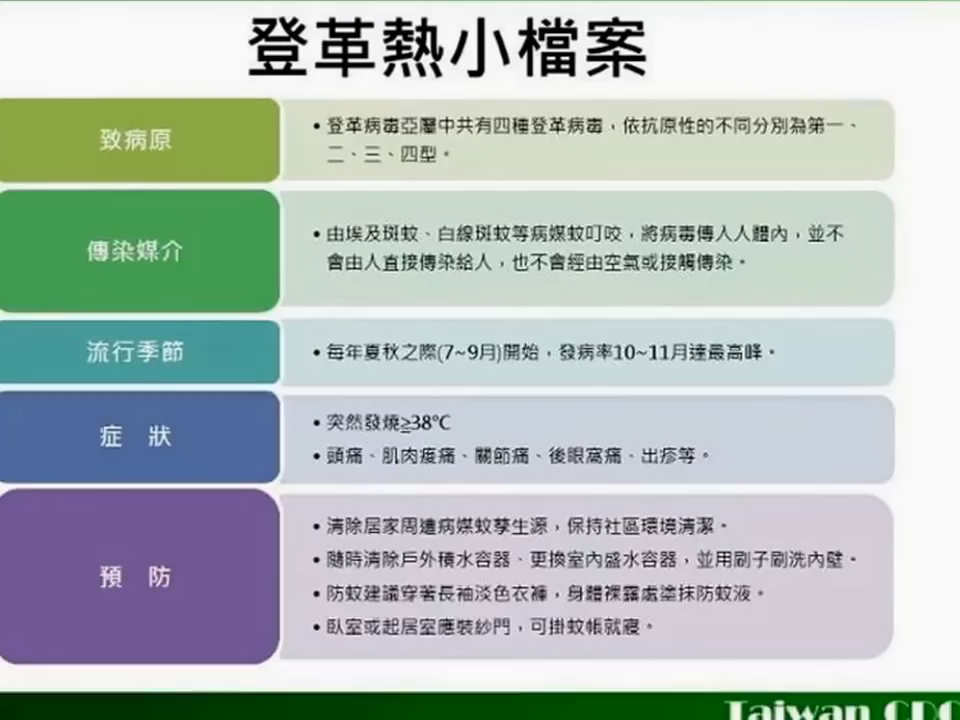 登革熱小檔案
致病原
•登革病毒亞屬中共有四種登革病毒，依抗原性的不同分別為第一、
二、三、四型。
傳染媒介
•由埃及斑蚊、白線斑蚊等病媒蚊叮咬，將病毒傳入人體內，並不
會由人直接傳染給人，也不會經由空氣或接觸傳染。
流行季節
•每年夏秋之際(7~9月)開始，發病率10~11月達最高峰。
症 狀
•突然發燒≧38℃
•頭痛、肌肉痠痛、關節痛、後眼窩痛、出疹等。
預 防
•清除居家周遭病媒蚊孳生源，保持社區環境清潔。
•隨時清除戶外積水容器、更換室內盛水容器，並用刷子刷洗內壁。
•防蚊建議穿著長袖淡色衣褲，身體裸露處塗抹防蚊液。
•臥室或起居室應裝紗門，可掛蚊帳就寢。
Taiwan CDC